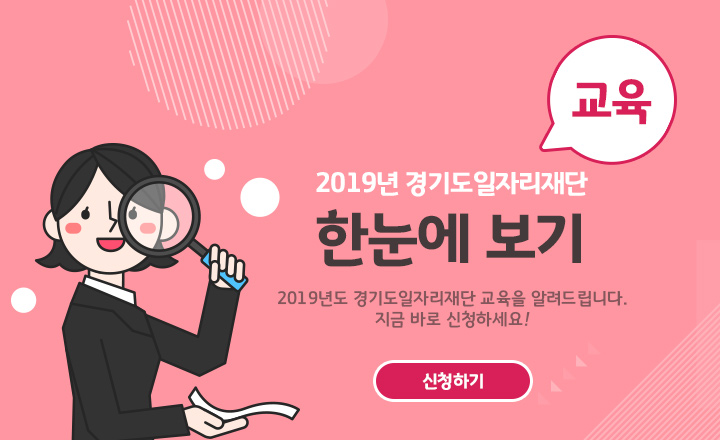 교육
2019년 경기도일자리재단
한눈에 보기
2019년도 경기도일자리재단 교육을 알려드립니다.
지금 바로 신청하세요!
신청하기